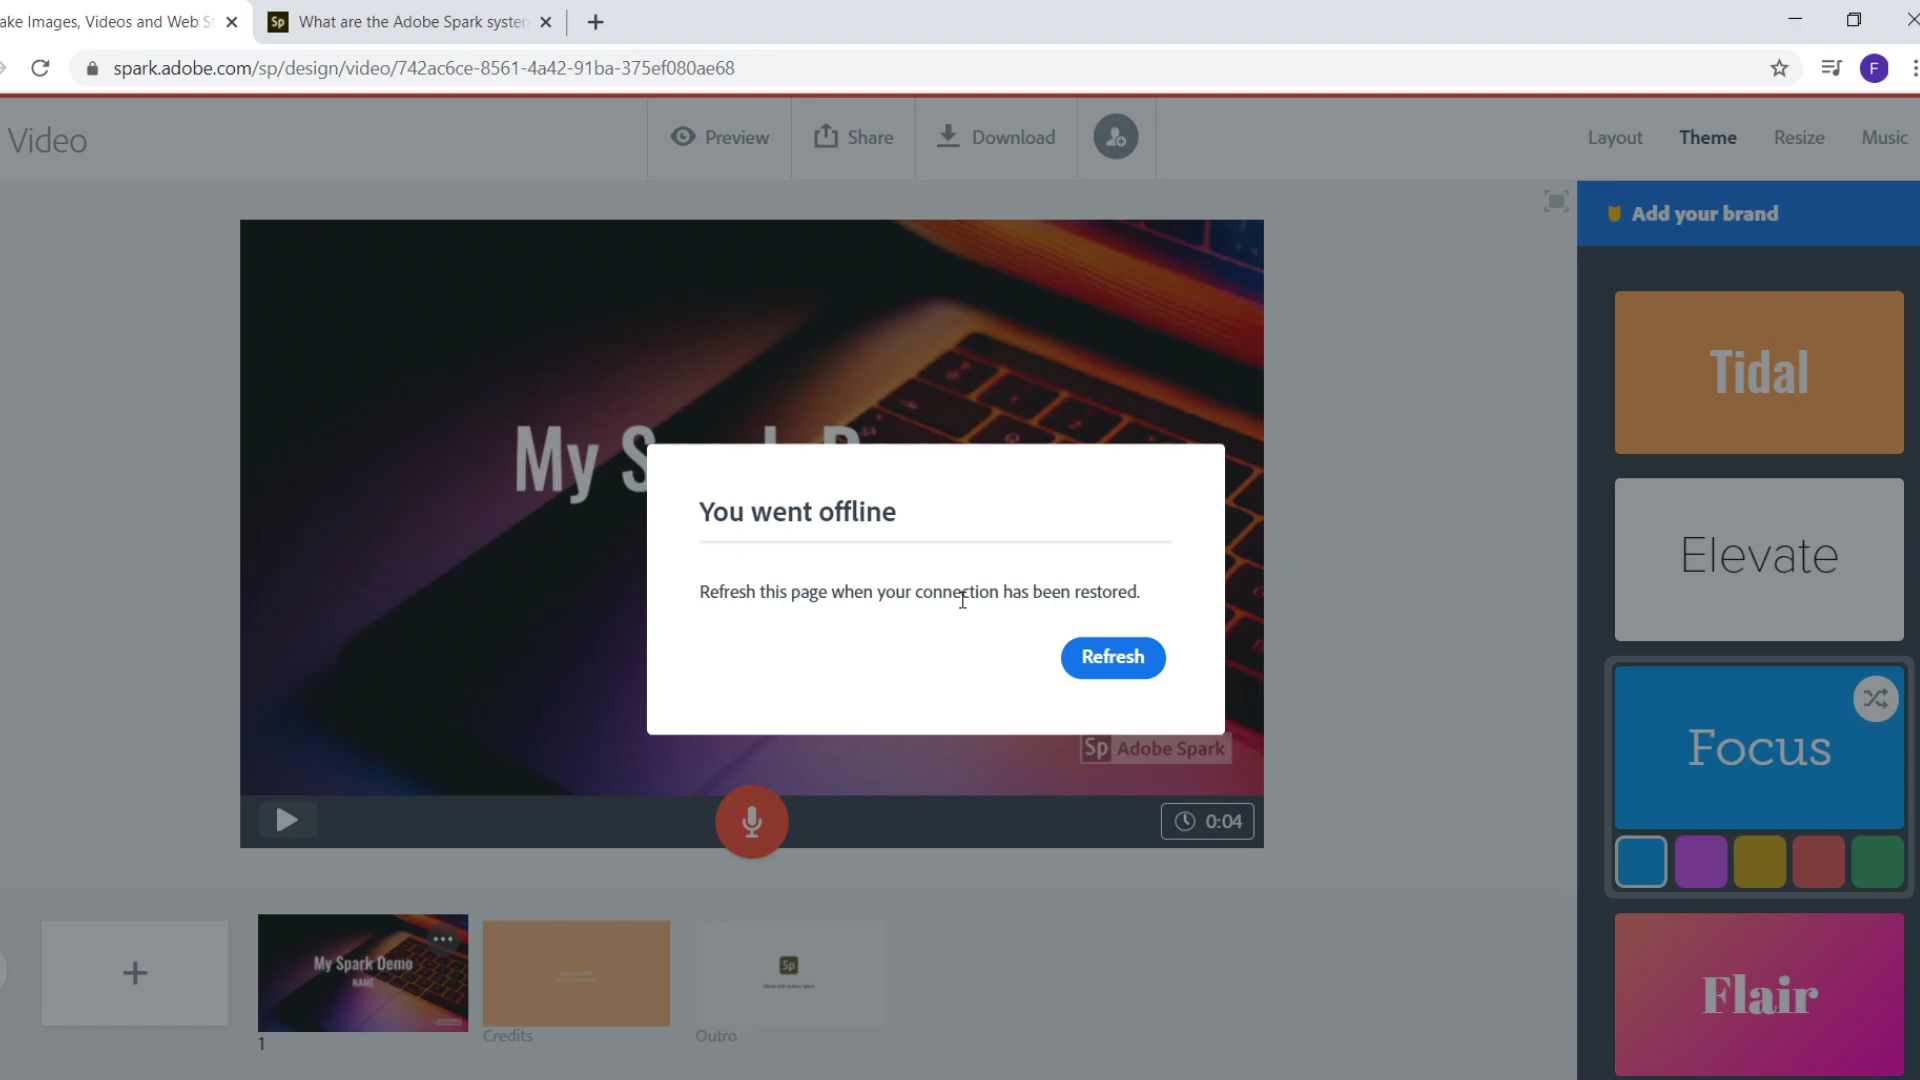 ake Images, Videos and Web S
Sp What are the Adobe Spark syster
spark.adobe.com/sp/design/video/742ac6ce-8561-4a42-91ba-375ef080ae68
F
Video
Preview
Share
Download
Layout
Theme
Resize
Music
Add your brand
My S
You went offline
Refresh this page when your connection has been restored.
Refresh
Sp Adobe Spark
0:04
Tidal
Elevate
Focus
Flair
My Spark Demo
NAME
1
Credits
Sp
Outro